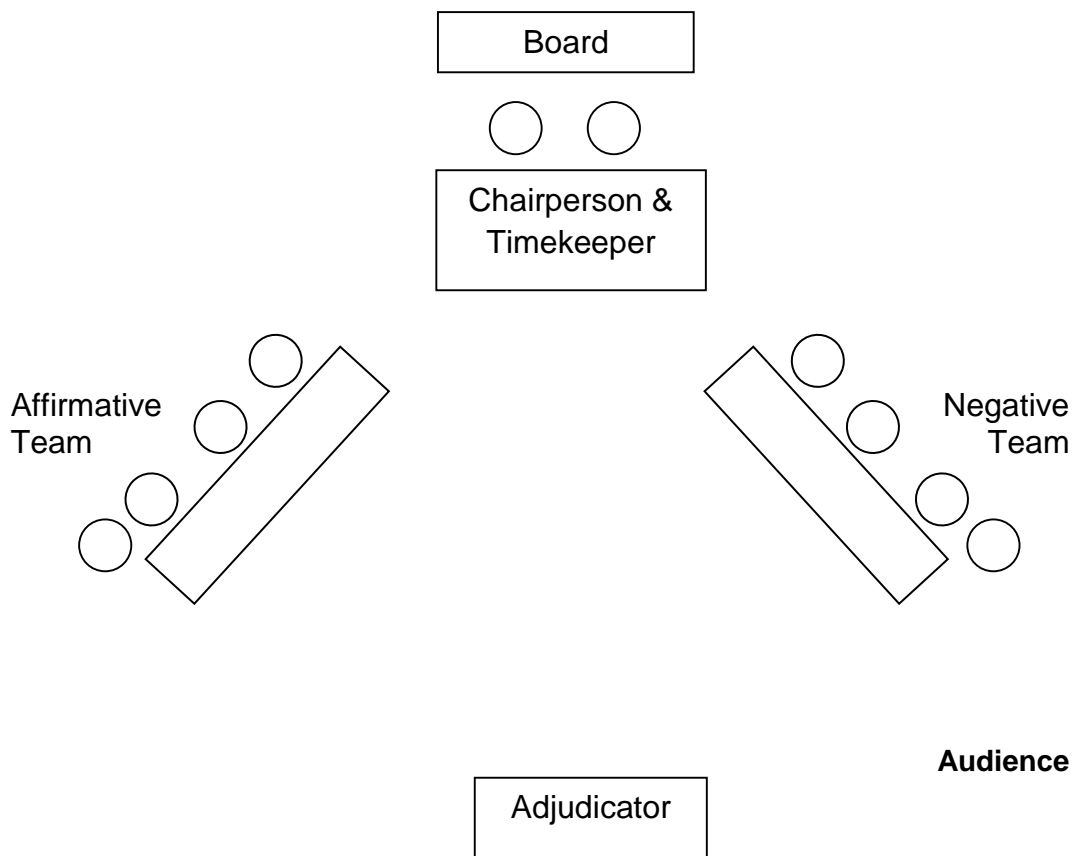 Board
Chairperson &
Timekeeper
Affirmative
Team
Negative
Team
Audience
Adjudicator